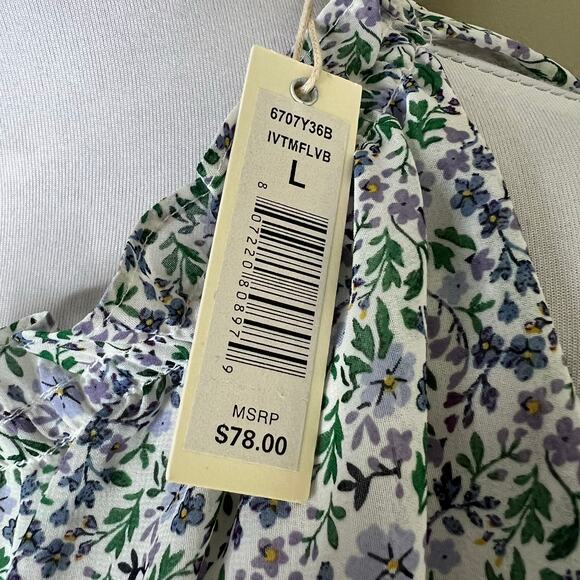 6707Y36B
IVTMFLVB
L
8 07220 80897 9
MSRP
$78.00